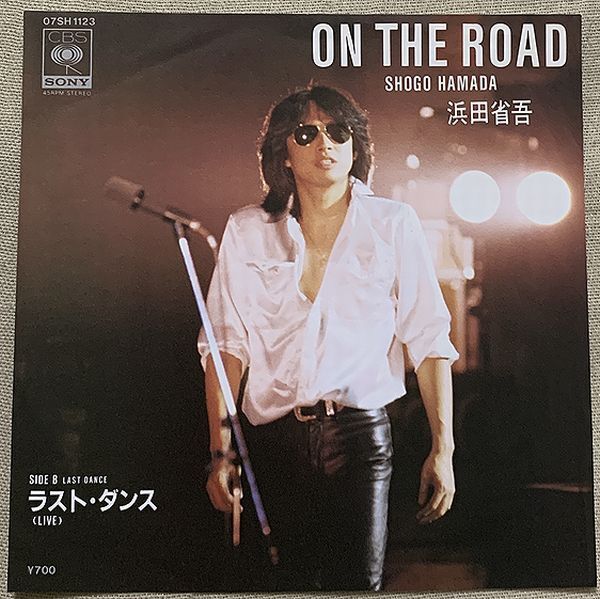 07SH 1123
CBS
SONY
45RPM STEREO
ON THE ROAD
SHOGO HAMADA
浜田省吾
SIDE B LAST DANCE
ラスト・ダンス
(LIVE)
¥700